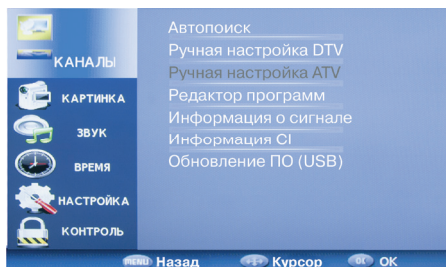 КАНАЛЫ
КАРТИНКА
ЗВУК
ВРЕМЯ
НАСТРОЙКА
КОНТРОЛЬ
Автопоиск
Ручная настройка DTV
Ручная настройка ATV
Редактор программ
Информация о сигнале
Информация CI
Обновление ПО (USB)
MENU Назад Курсор OK ОК